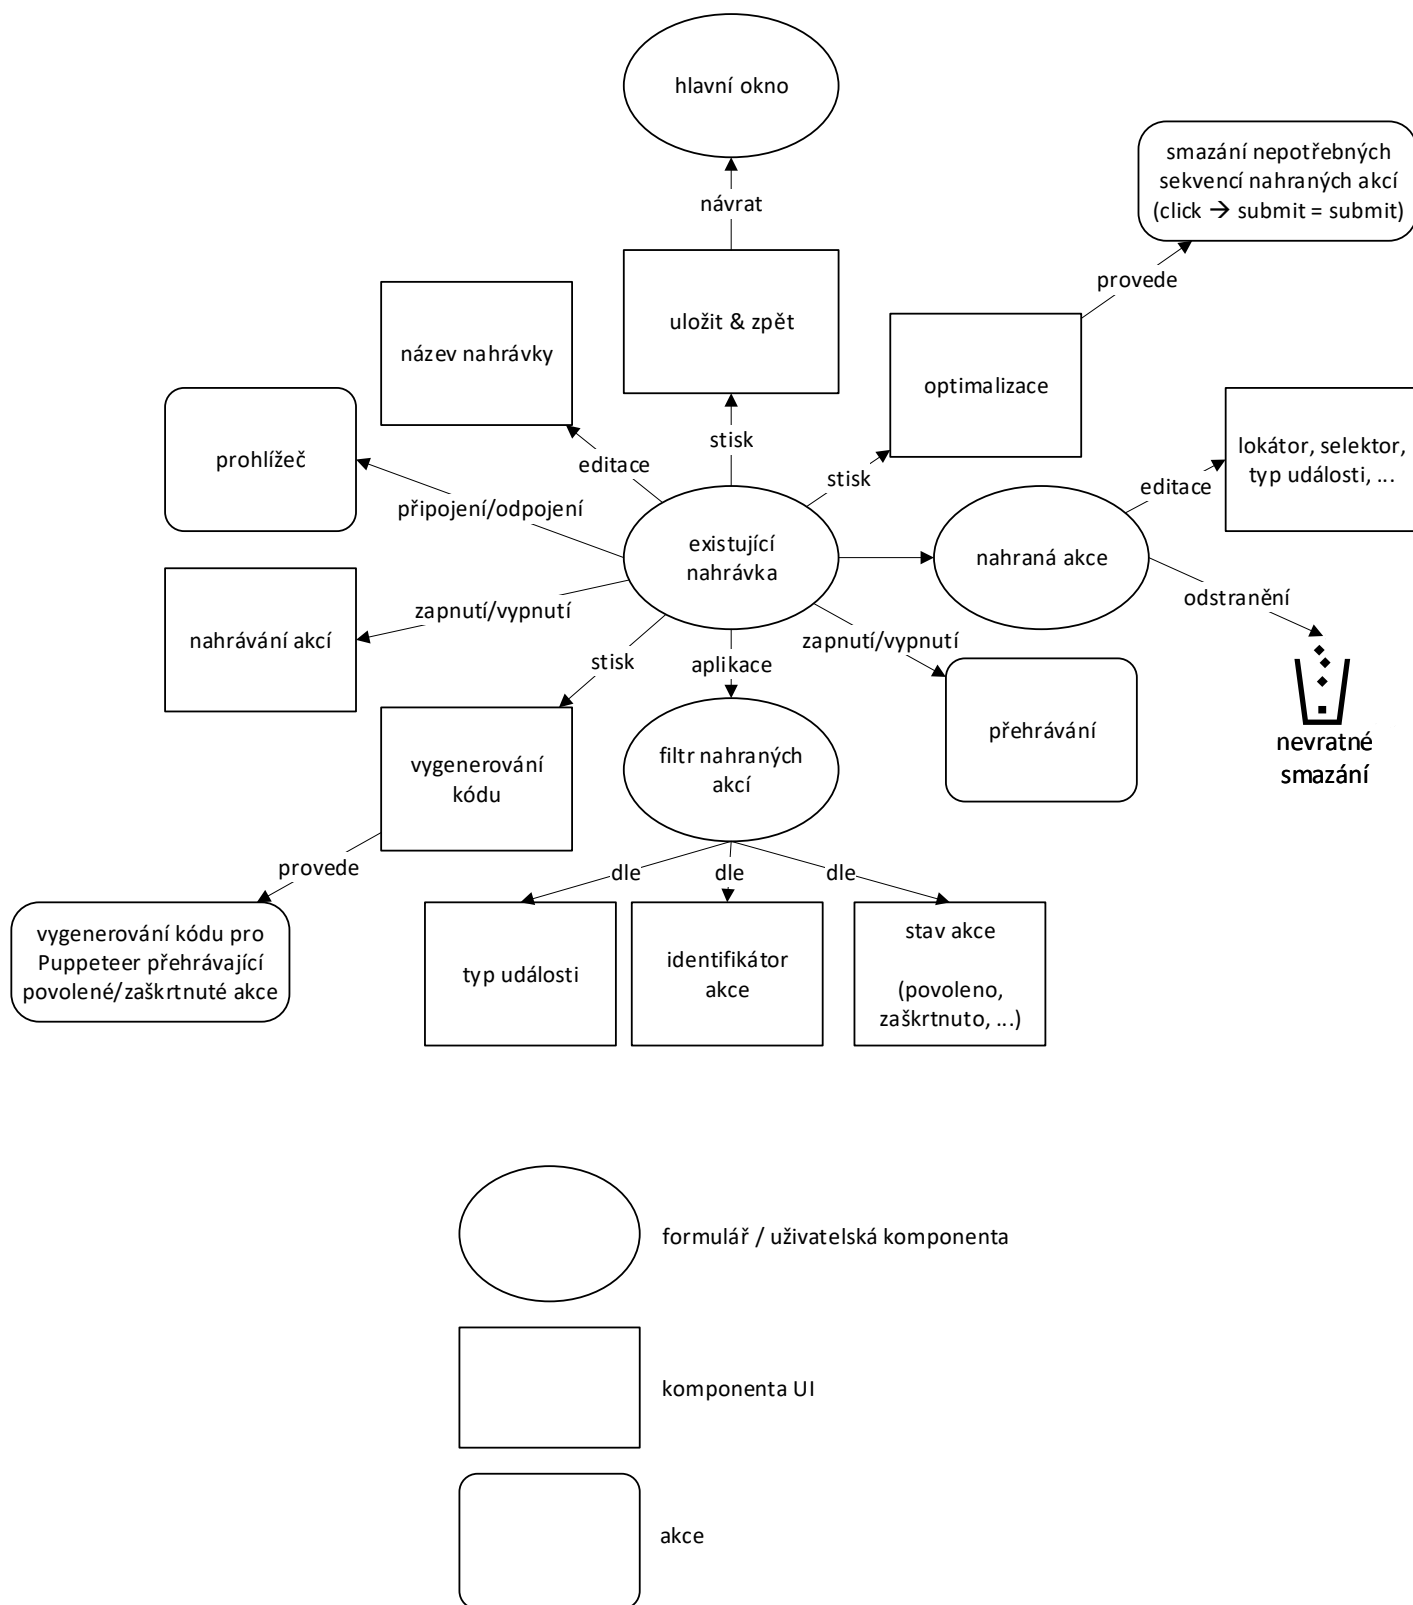 hlavní okno
smazání nepotřebných
sekvencí nahraných akcí
(click → submit = submit)
návrat
provede
uložit & zpět
název nahrávky
optimalizace
prohlížeč
stisk
lokátor, selektor,
typ události, ...
editace
stisk
editace
připojení/odpojení
existující
nahrávka
nahraná akce
odstranění
zapnutí/vypnutí
nahrávání akcí
zapnutí/vypnutí
stisk
aplikace
přehrávání
nevratné
smazání
vygenerování
kódu
filtr nahraných
akcí
provede
dle
dle
dle
vygenerování kódu pro
Puppeteer přehrávající
povolené/zaškrtnuté akce
typ události
identifikátor
akce
stav akce
(povoleno,
zaškrtnuto, ...)
formulář / uživatelská komponenta
komponenta UI
akce